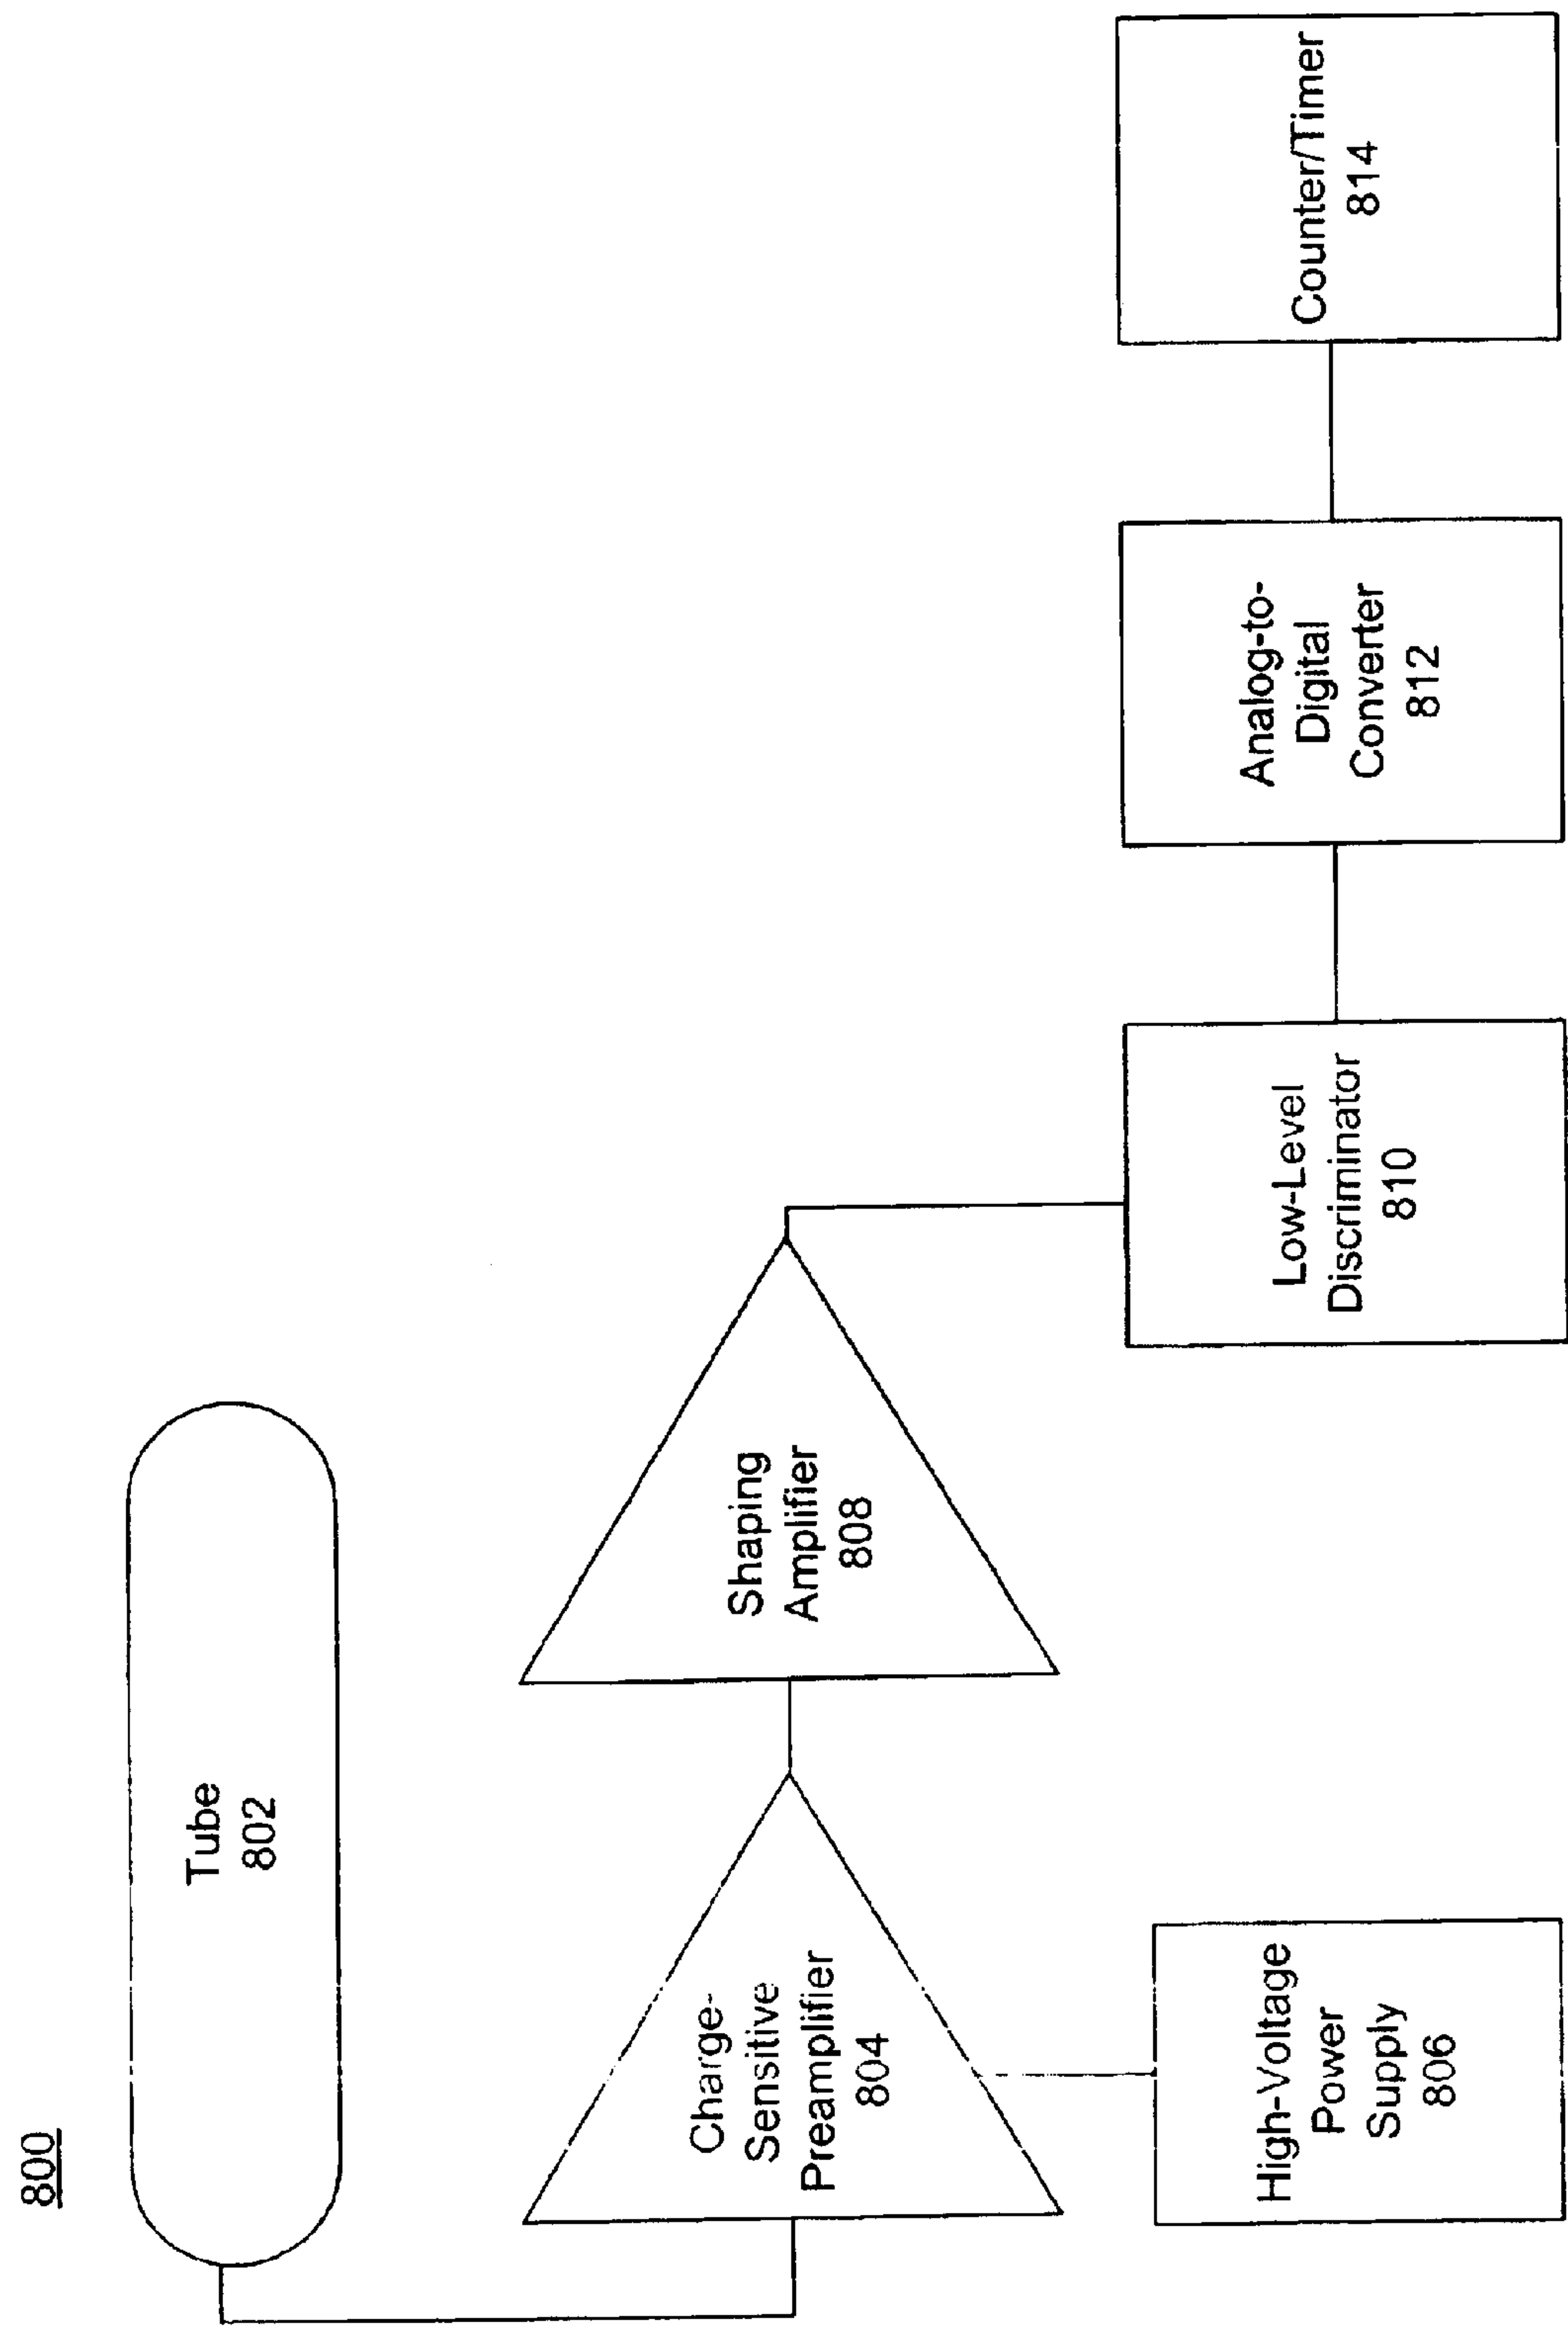 800
Tube
802
Charge-
Sensitive
Preamplifier
804
Shaping
Amplifier
808
High-Voltage
Power
Supply
806
Low-Level
Discriminator
810
Analog-to-
Digital
Converter
812
Counter/Timer
814